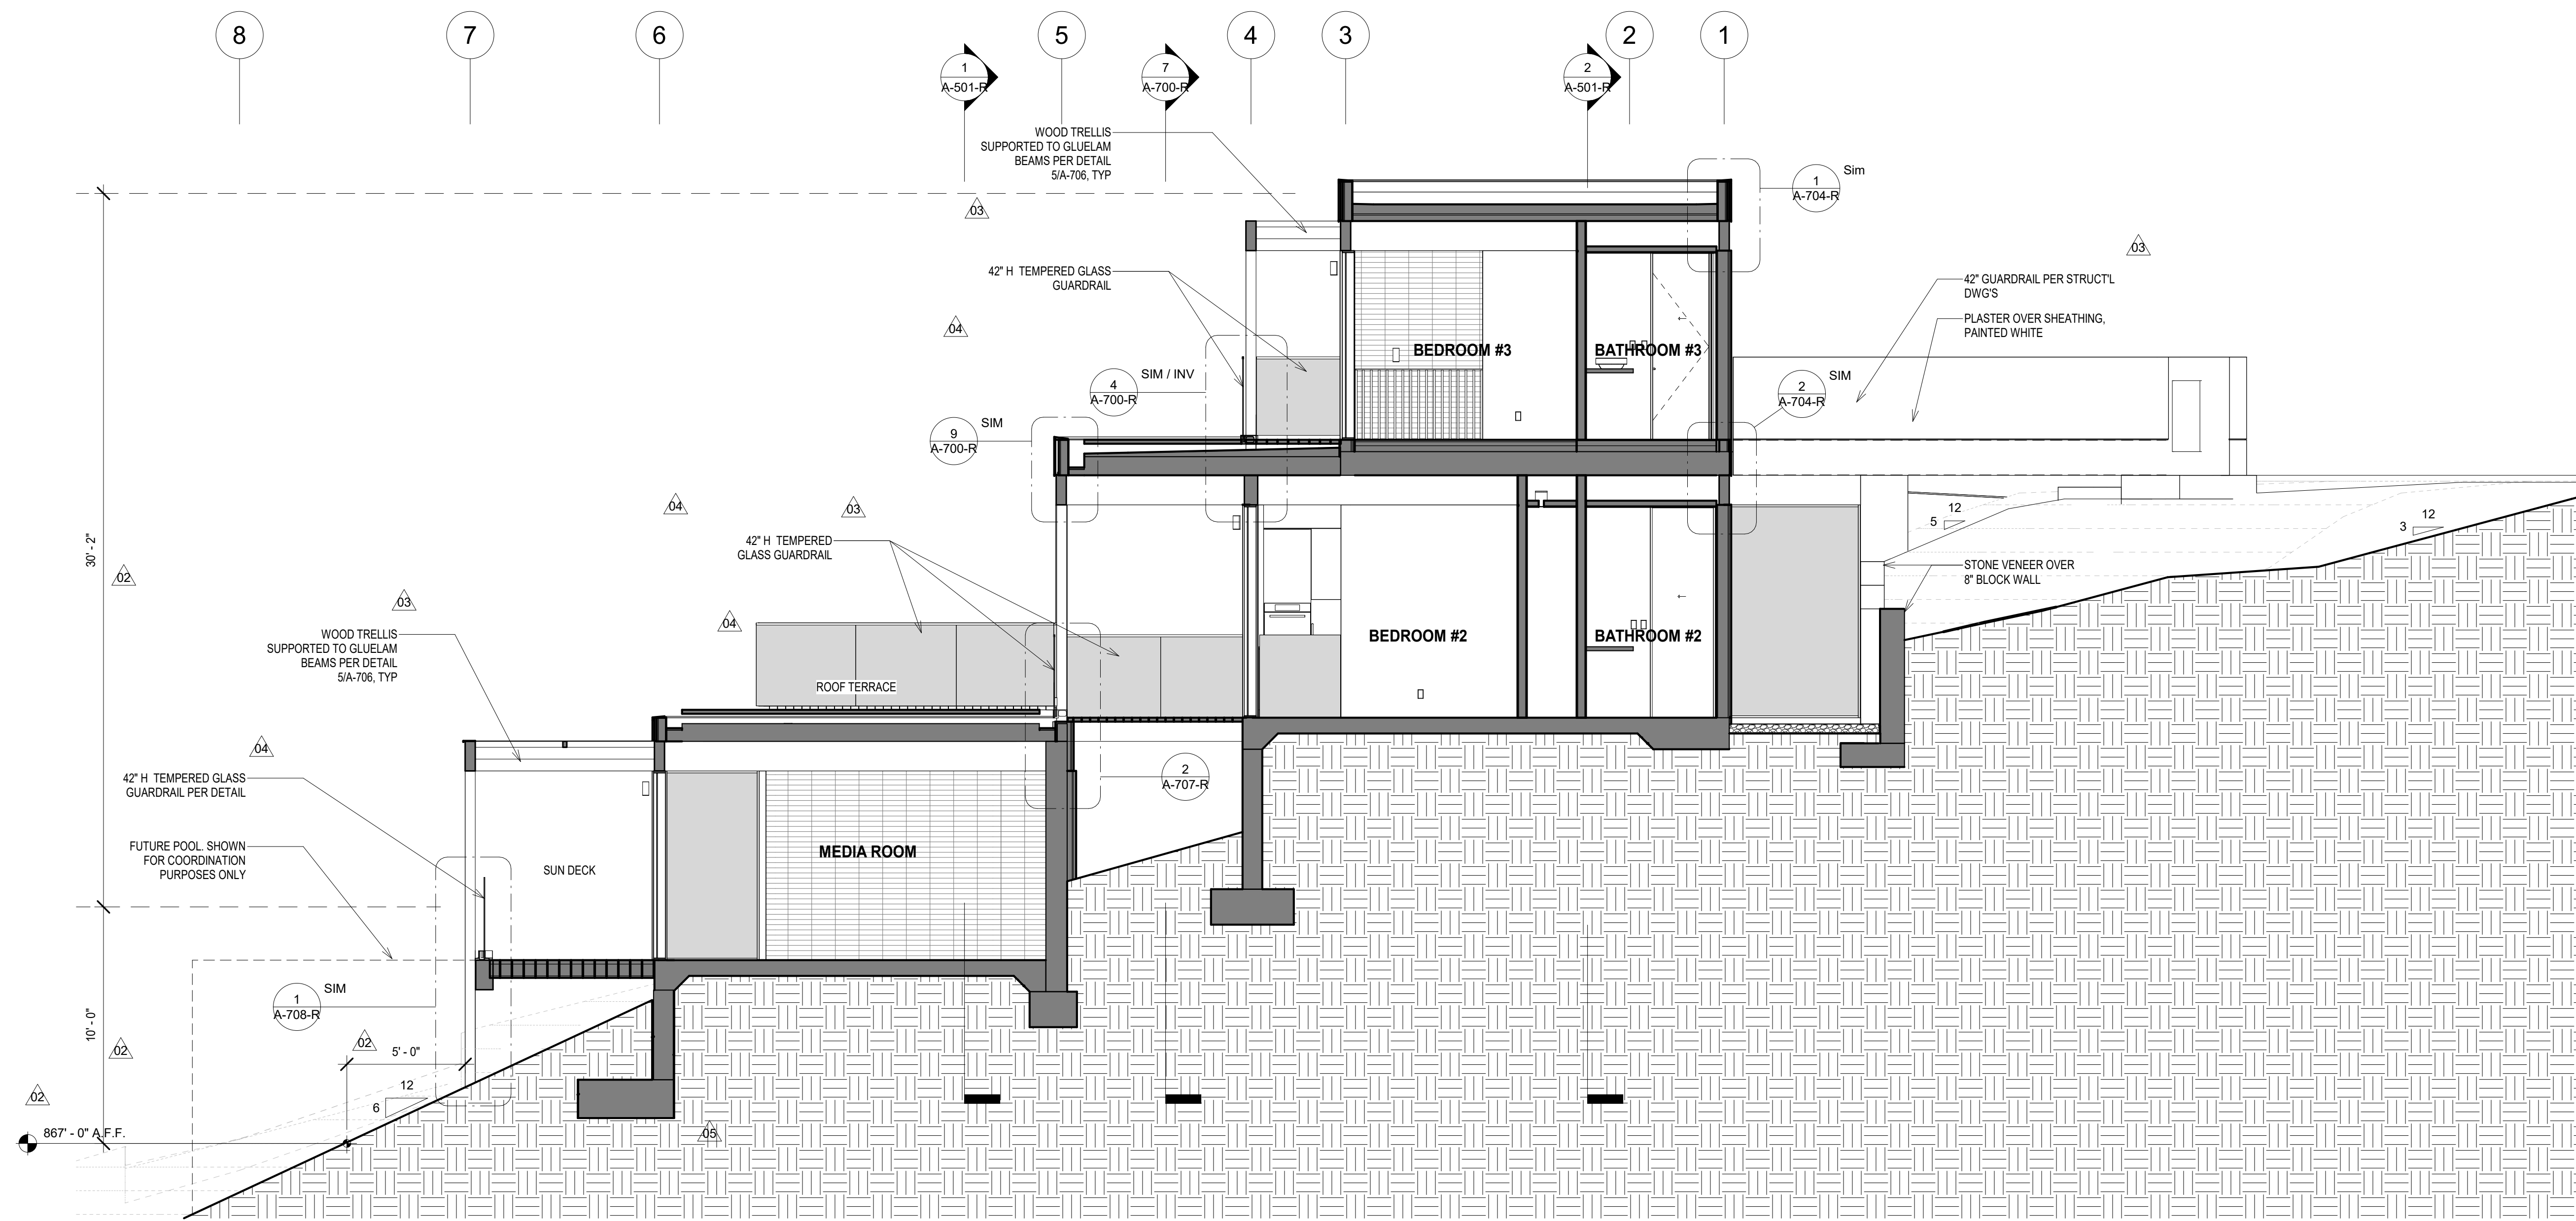 8
7
6
5
4
3
2
1
1
A-501-R
7
A-700-R
2
A-501-R
WOOD TRELLIS
SUPPORTED TO GLUELAM
BEAMS PER DETAIL
5/A-706, TYP
1
A-704-R
Sim
03
03
42" H  TEMPERED GLASS
GUARDRAIL
42" GUARDRAIL PER STRUCT'L
DWG'S
PLASTER OVER SHEATHING,
PAINTED WHITE
04
BEDROOM #3
BATHROOM #3
4
A-700-R
SIM / INV
2
A-704-R
SIM
9
A-700-R
SIM
04
03
42" H  TEMPERED
GLASS GUARDRAIL
12
5
12
3
STONE VENEER OVER
8" BLOCK WALL
30' - 2"
02
03
04
WOOD TRELLIS
SUPPORTED TO GLUELAM
BEAMS PER DETAIL
5/A-706, TYP
BEDROOM #2
BATHROOM #2
ROOF TERRACE
04
42" H  TEMPERED GLASS
GUARDRAIL PER DETAIL
2
A-707-R
FUTURE POOL. SHOWN
FOR COORDINATION
PURPOSES ONLY
SUN DECK
MEDIA ROOM
1
A-708-R
SIM
10' - 0"
02
02
5' - 0"
12
6
02
867' - 0" A.F.F.
05